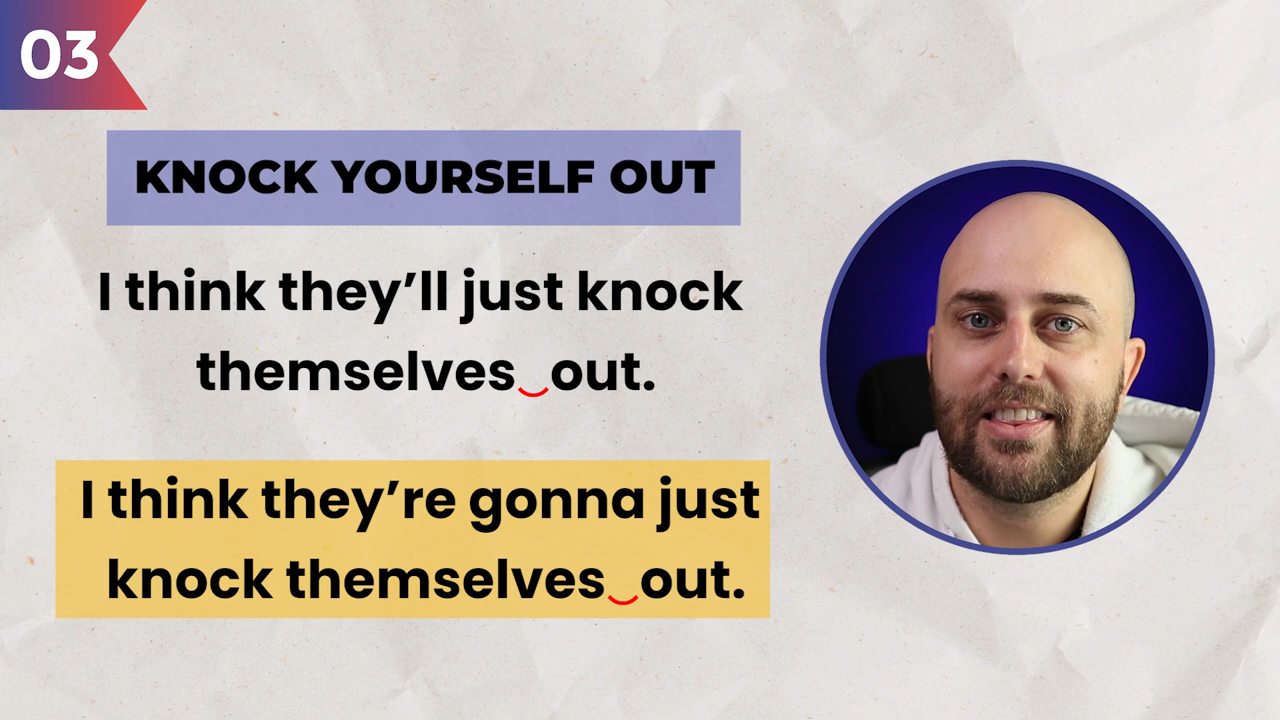 03
KNOCK YOURSELF OUT
I think they’ll just knock
themselves‿out.
I think they’re gonna just
knock themselves‿out.